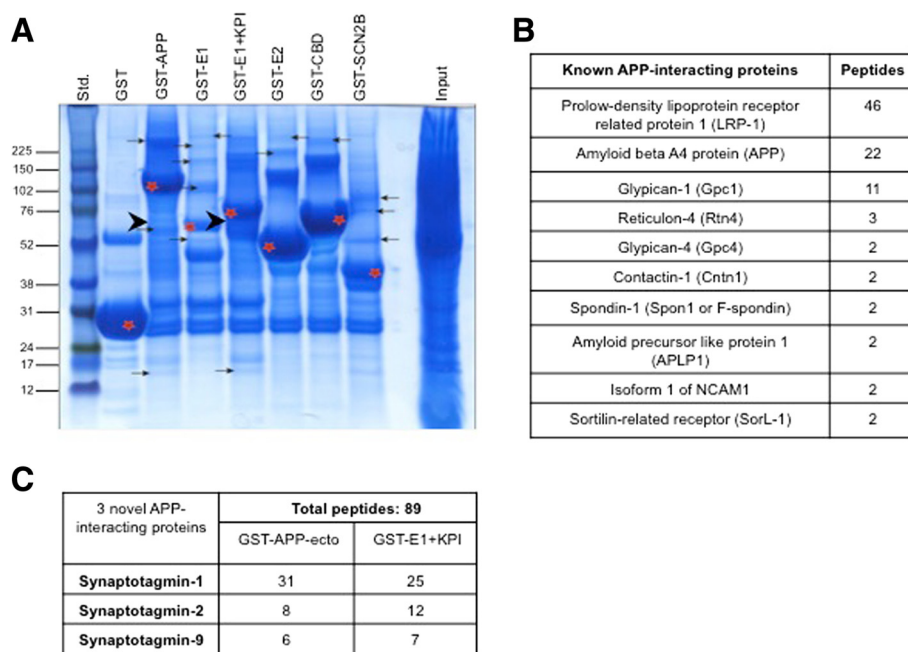 A
B
Std.
GST
GST-APP
GST-E1
GST-E1+KPI
GST-E2
GST-CBD
GST-SCN2B
Input
225
150
102
76
52
38
31
24
17
12
Known APP-interacting proteins Peptides
Prolow-density lipoprotein receptor
related protein 1 (LRP-1) 46
Amyloid beta A4 protein (APP) 22
Glypican-1 (Gpc1) 11
Reticulon-4 (Rtn4) 3
Glypican-4 (Gpc4) 2
Contactin-1 (Cntn1) 2
Spondin-1 (Spon1 or F-spondin) 2
Amyloid precursor like protein 1
(APLP1) 2
Isoform 1 of NCAM1 2
Sortilin-related receptor (SorL-1) 2
C
3 novel APP-
interacting proteins
Total peptides: 89
GST-APP-ecto GST-E1+KPI
Synaptotagmin-1 31 25
Synaptotagmin-2 8 12
Synaptotagmin-9 6 7